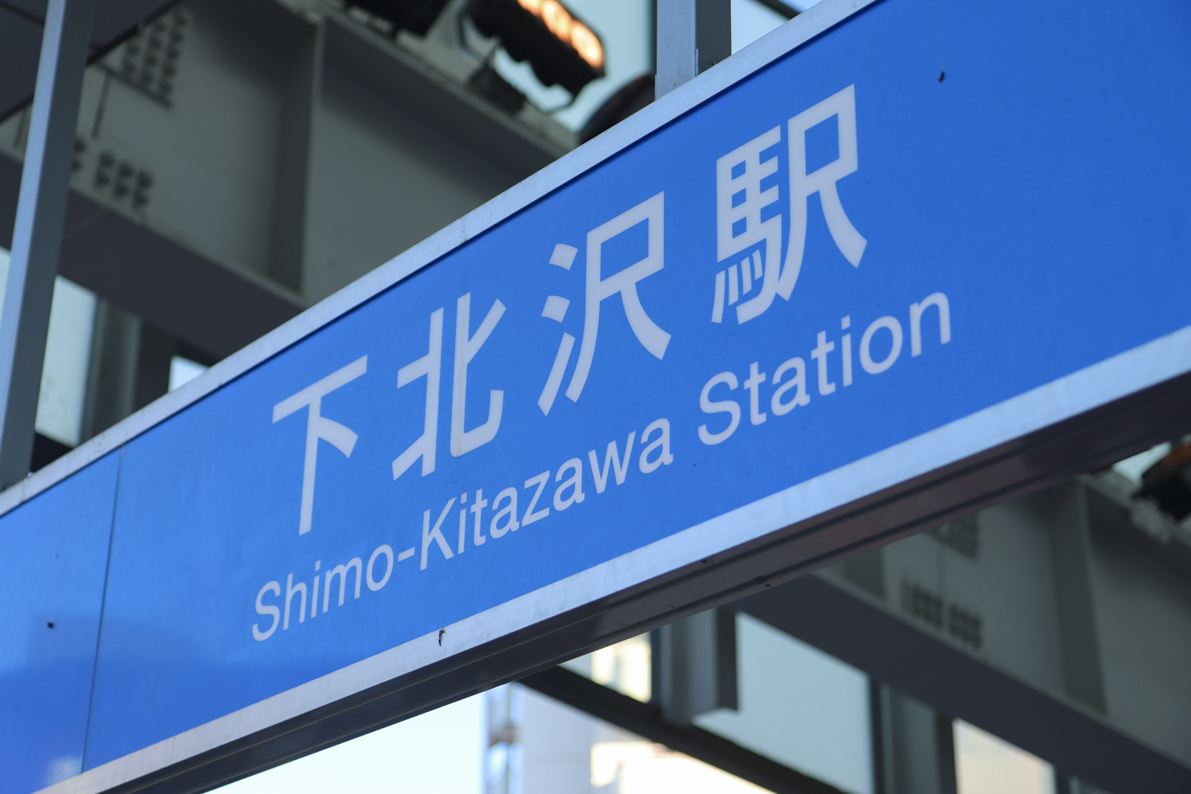 下北沢駅
Shimo-Kitazawa Station